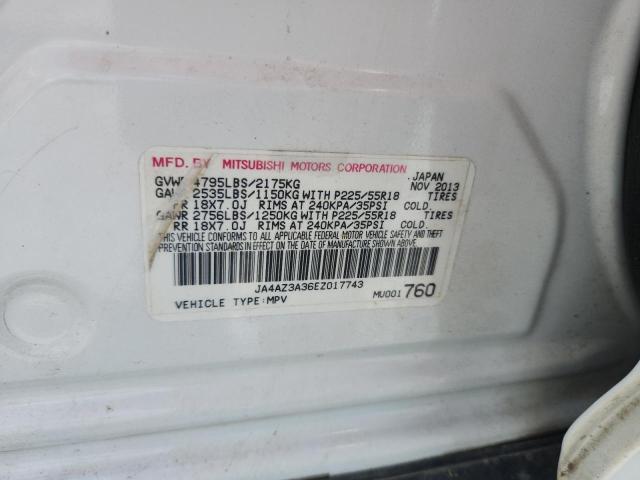 MFD. BY MITSUBISHI MOTORS CORPORATION
JAPAN
GVWR 4795LBS/2175KG NOV 2013
GAWR 2535LBS/1150KG WITH P225/55R18 TIRES
RR 18X7.0J RIMS AT 240KPA/35PSI COLD.
GAWR 2756LBS/1250KG WITH P225/55R18 TIRES
RR 18X7.0J RIMS AT 240KPA/35PSI COLD.
THIS VEHICLE CONFORMS TO ALL APPLICABLE FEDERAL MOTOR VEHICLE SAFETY AND THEFT
PREVENTION STANDARDS IN EFFECT ON THE DATE OF MANUFACTURE SHOWN ABOVE.
JA4AZ3A36EZ017743
VEHICLE TYPE:MPV MU001760